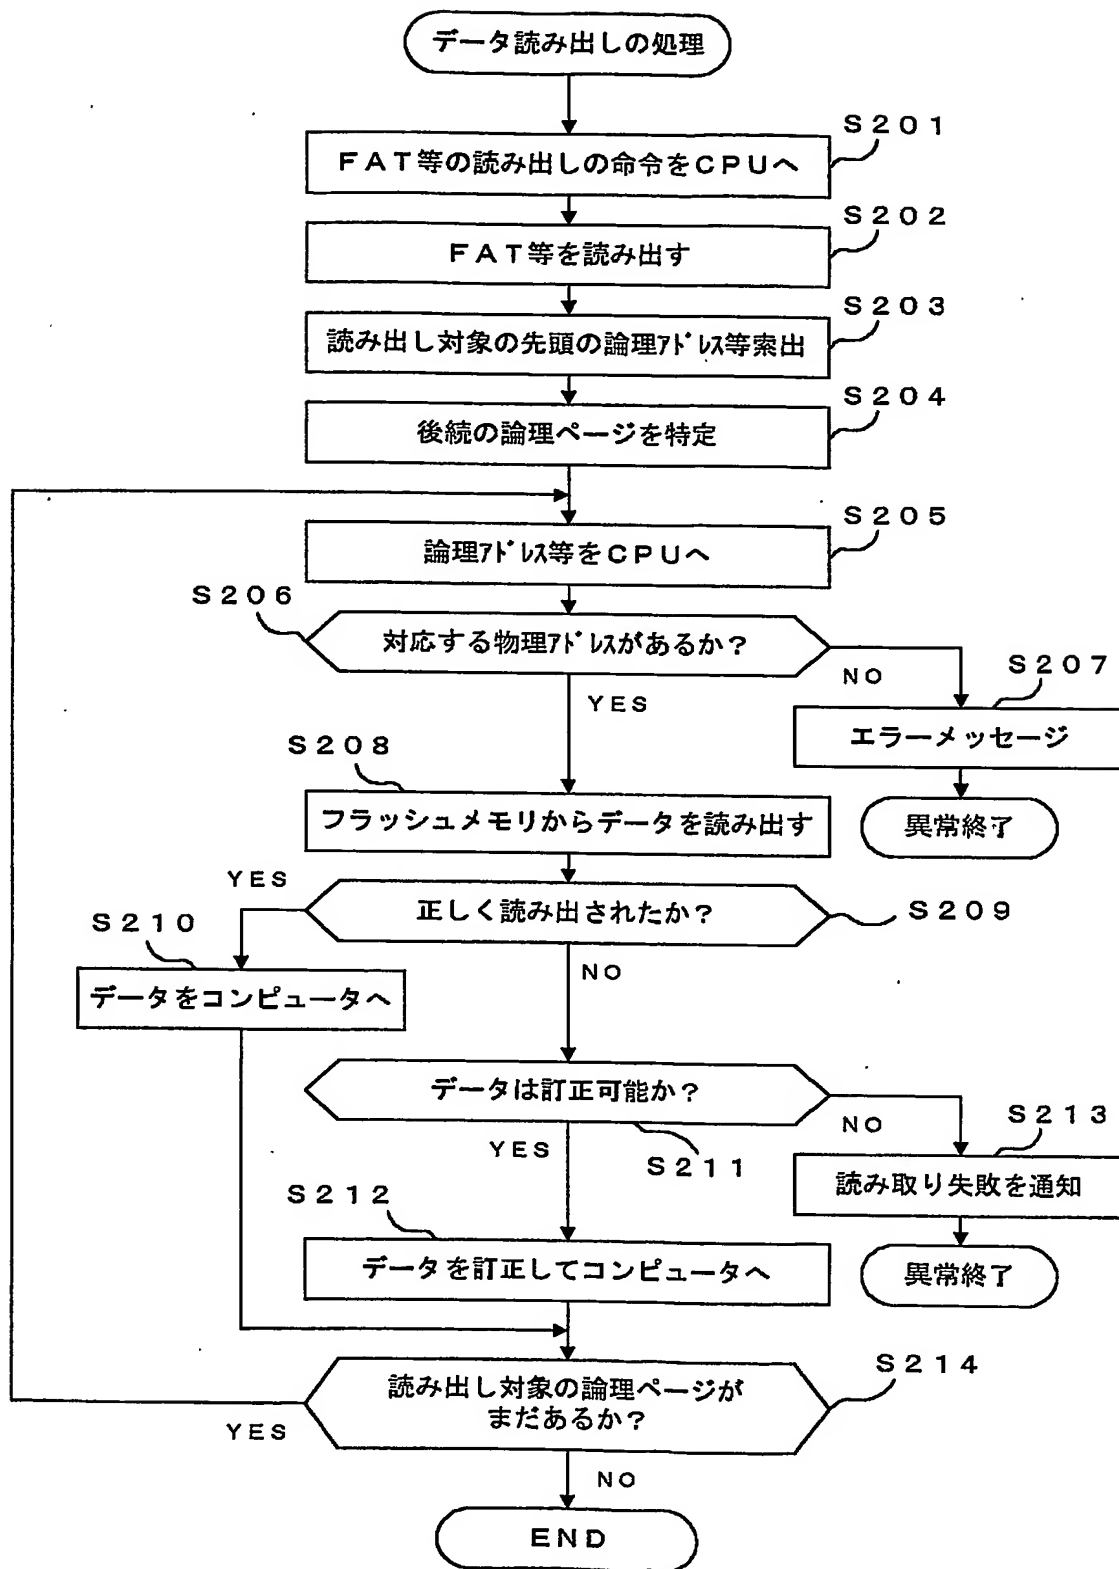 データ読み出しの処理
S201
FAT等の読み出しの命令をCPUへ
S202
FAT等を読み出す
S203
読み出し対象の先頭の論理ｱﾄﾞﾚｽ等索出
S204
後続の論理ページを特定
S205
論理ｱﾄﾞﾚｽ等をCPUへ
S206
対応する物理ｱﾄﾞﾚｽがあるか?
NO
S207
YES
エラーメッセージ
S208
異常終了
フラッシュメモリからデータを読み出す
YES
正しく読み出されたか?
S209
S210
NO
データをコンピュータへ
データは訂正可能か?
NO
S213
YES
S211
読み取り失敗を通知
S212
データを訂正してコンピュータへ
異常終了
S214
読み出し対象の論理ページが
まだあるか?
YES
NO
END